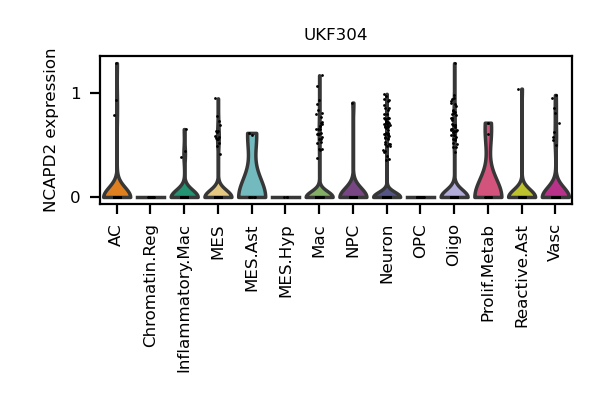 UKF304
NCAPD2 expression
1
0
AC
Chromatin.Reg
Inflammatory.Mac
MES
MES.Ast
MES.Hyp
Mac
NPC
Neuron
OPC
Oligo
Prolif.Metab
Reactive.Ast
Vasc